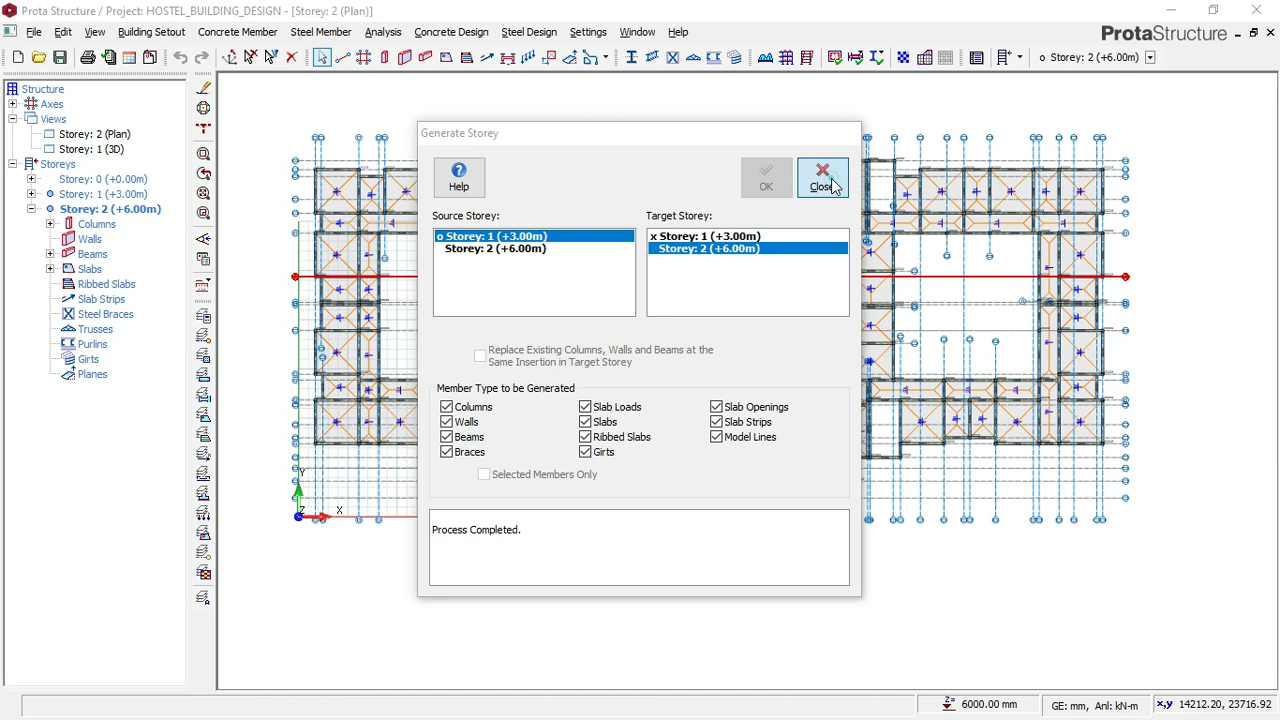 Prota Structure / Project: HOSTEL_BUILDING_DESIGN - [Storey: 2 (Plan)]
File Edit View Building Setout Concrete Member Steel Member Analysis Concrete Design Steel Design Settings Window Help
ProtaStructure
o Storey: 2 (+6.00m)
Structure
Axes
Views
Storey: 2 (Plan)
Storey: 1 (3D)
Storeys
Storey: 0 (+0.00m)
Storey: 1 (+3.00m)
Storey: 2 (+6.00m)
Columns
Walls
Beams
Slabs
Ribbed Slabs
Slab Strips
Steel Braces
Trusses
Purlins
Girts
Planes
Generate Storey
Help
OK
Close
Source Storey:
o Storey: 1 (+3.00m)
Storey: 2 (+6.00m)
Target Storey:
x Storey: 1 (+3.00m)
Storey: 2 (+6.00m)
Replace Existing Columns, Walls and Beams at the
Same Insertion in Target Storey
Member Type to be Generated
Columns Slab Loads Slab Openings
Walls Slabs Slab Strips
Beams Ribbed Slabs Model Line
Braces Girts
Selected Members Only
Process Completed.
Y
Z
X
Z=
6000.00 mm
GE: mm, Anl: kN-m
x,y 14212.20, 23716.92